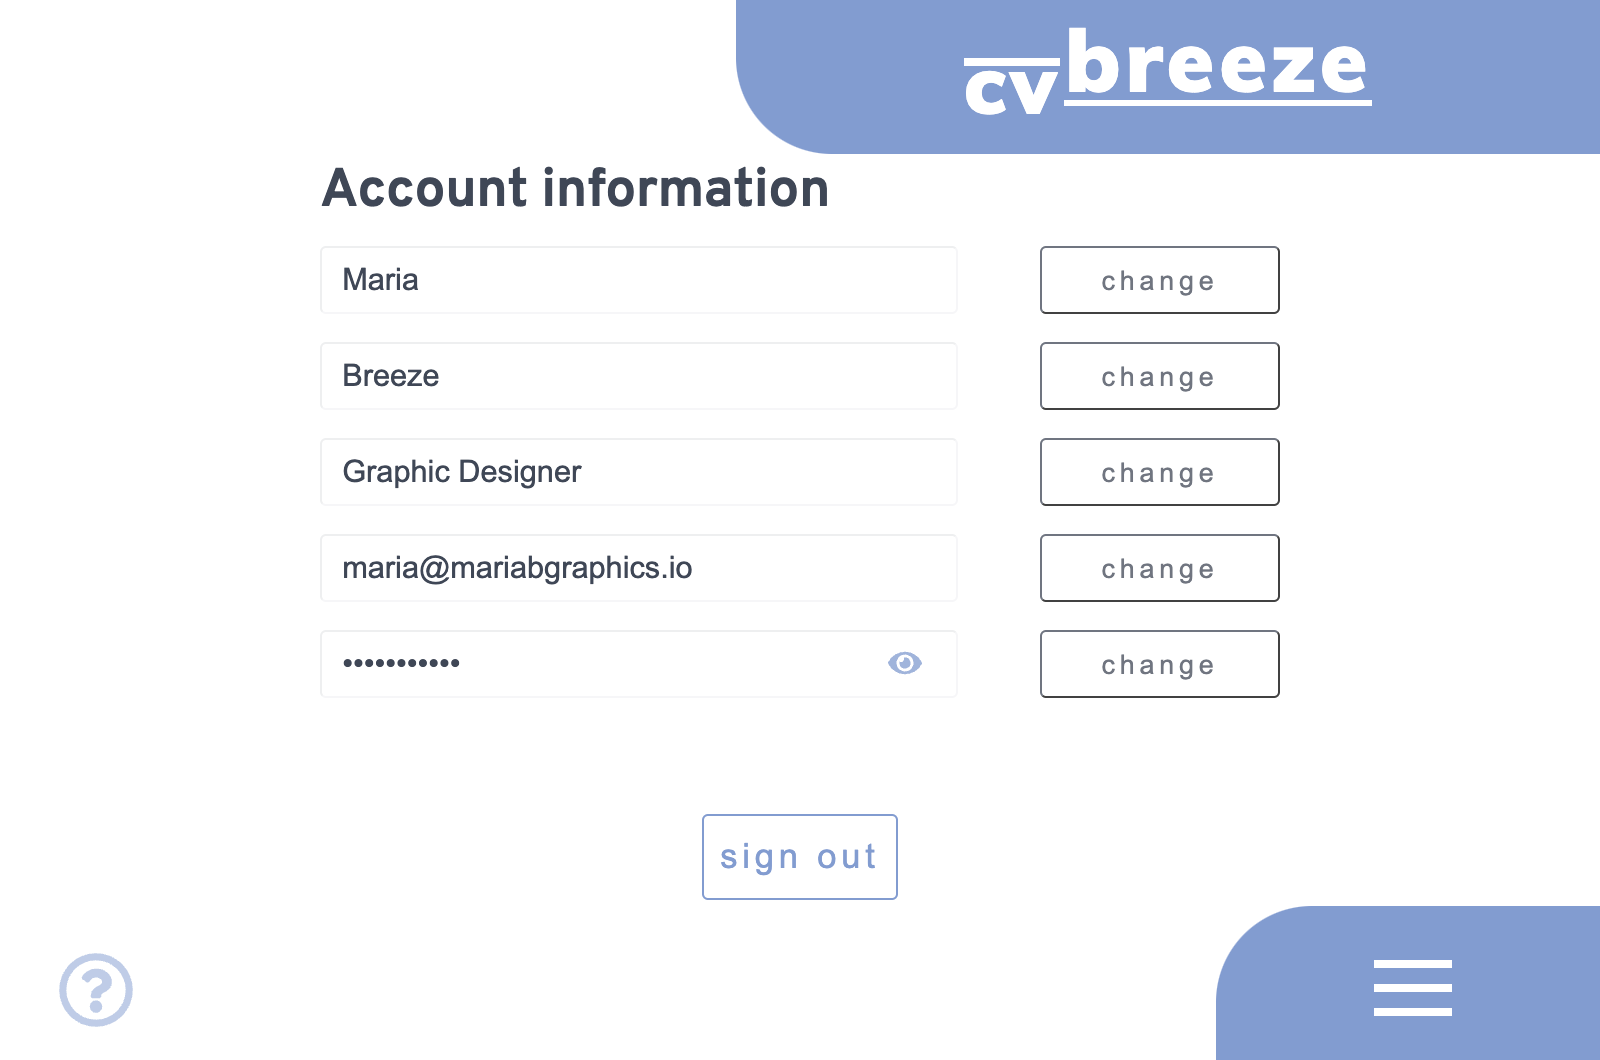 cvbreeze
Account information
Maria
change
Breeze
change
Graphic Designer
change
maria@mariabgraphics.io
change
•••••••••••
change
sign out
?